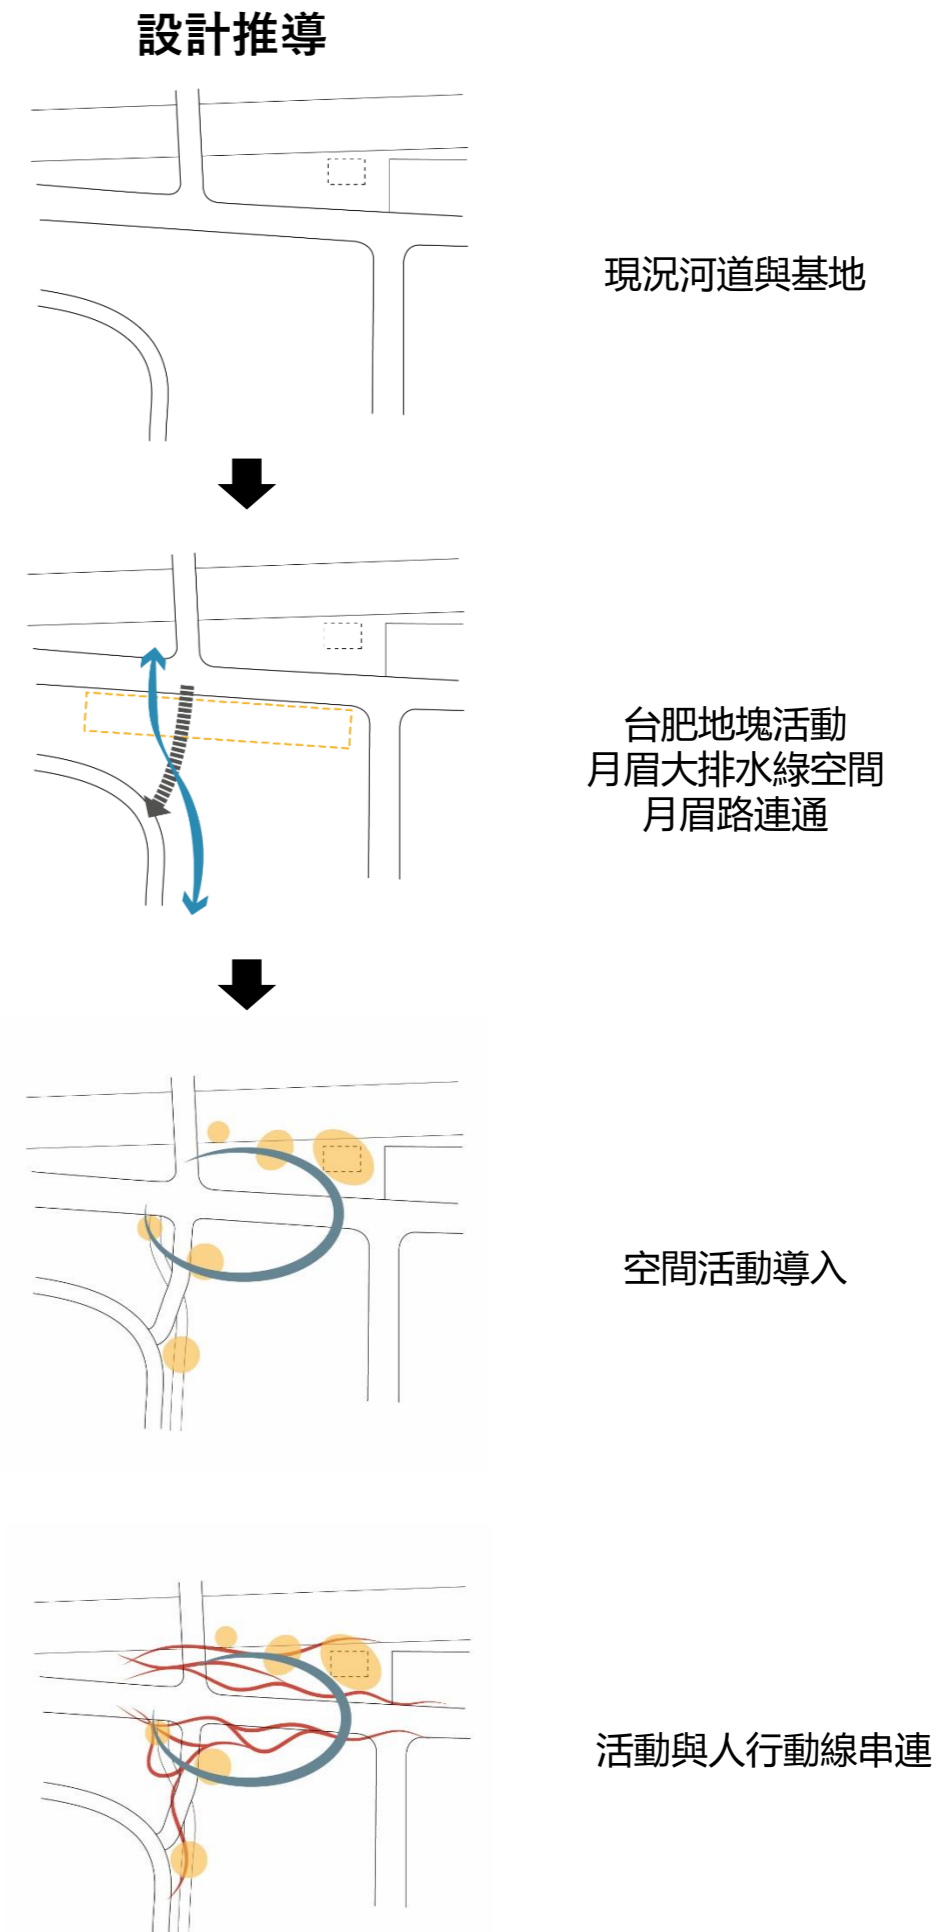 設計推導
現況河道與基地
台肥地塊活動
月眉大排水綠空間
月眉路連通
空間活動導入
活動與人行動線串連